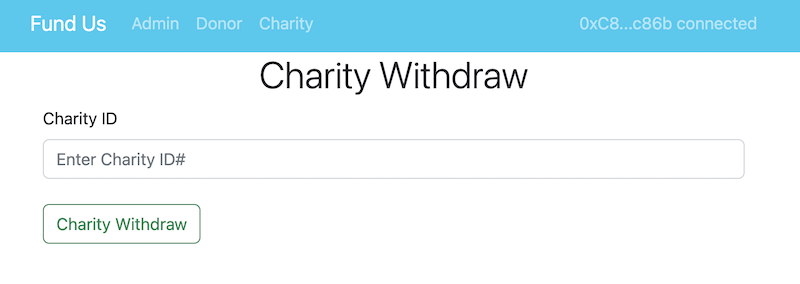 Fund Us Admin Donor Charity 0xC8...c86b connected
Charity Withdraw
Charity ID
Enter Charity ID#
Charity Withdraw